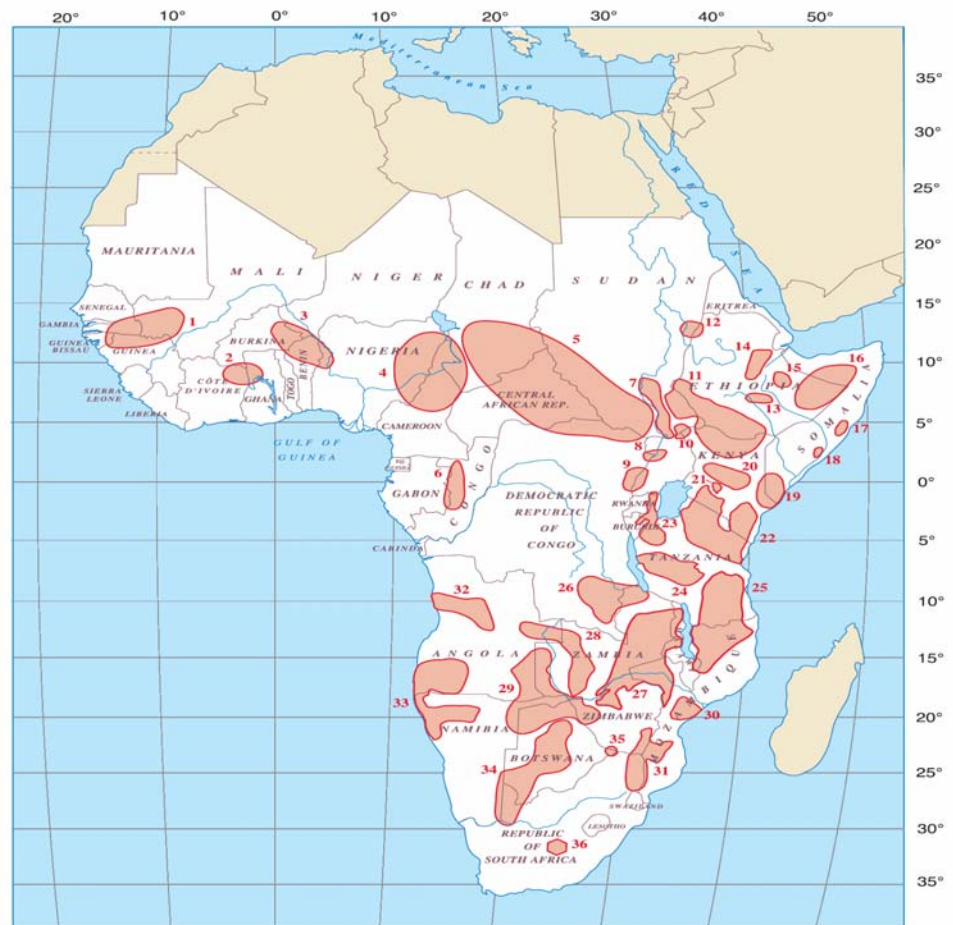 20° 10° 0° 10° 20° 30° 40° 50°
Mediterranean Sea
35°
30°
25°
RED SEA
20°
MAURITANIA
MALI
NIGER
CHAD
SUDAN
ERITREA
15°
SENEGAL
GAMBIA
GUINEA BISSAU
GUINEA
1
3
BURKINA
BENIN
NIGERIA
4
5
12
14
15
16
10°
2
SIERRA LEONE
LIBERIA
CÔTE D'IVOIRE
GHANA
TOGO
CENTRAL AFRICAN REP.
7
11
ETHIOPIA
13
SOMALIA
17
18
5°
CAMEROON
GULF OF GUINEA
8
10
KENYA
9
20
21
19
0°
6
GABON
CONGO
DEMOCRATIC REPUBLIC OF CONGO
RWANDA
BURUNDI
23
22
5°
CABINDA
TANZANIA
24
25
26
10°
32
ANGOLA
28
ZAMBIA
15°
29
27
MOZAMBIQUE
33
NAMIBIA
ZIMBABWE
30
20°
BOTSWANA
35
34
31
25°
SWAZILAND
LESOTHO
REPUBLIC OF SOUTH AFRICA
36
30°
35°